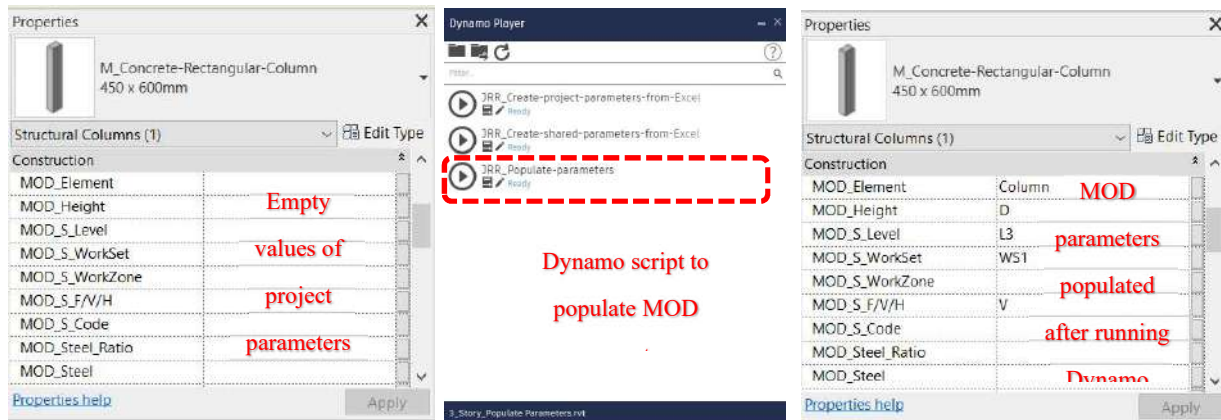 Properties
M_Concrete-Rectangular-Column
450 x 600mm
Structural Columns (1)
Edit Type
Construction
MOD_Element
MOD_Height
MOD_S_Level
MOD_S_WorkSet
MOD_S_WorkZone
MOD_S_F/V/H
MOD_S_Code
MOD_Steel_Ratio
MOD_Steel
Empty
values of
project
parameters
Properties help
Apply
Dynamo Player
Filter...
JRR_Create-project-parameters-from-Excel
Ready
JRR_Create-shared-parameters-from-Excel
Ready
JRR_Populate-parameters
Ready
Dynamo script to
populate MOD
3_Story_Populate Parameters.rvt
Properties
M_Concrete-Rectangular-Column
450 x 600mm
Structural Columns (1)
Edit Type
Construction
MOD_Element Column
MOD_Height D
MOD_S_Level L3
MOD_S_WorkSet WS1
MOD_S_WorkZone
MOD_S_F/V/H V
MOD_S_Code
MOD_Steel_Ratio
MOD_Steel
MOD
parameters
populated
after running
Dynamo
Properties help
Apply